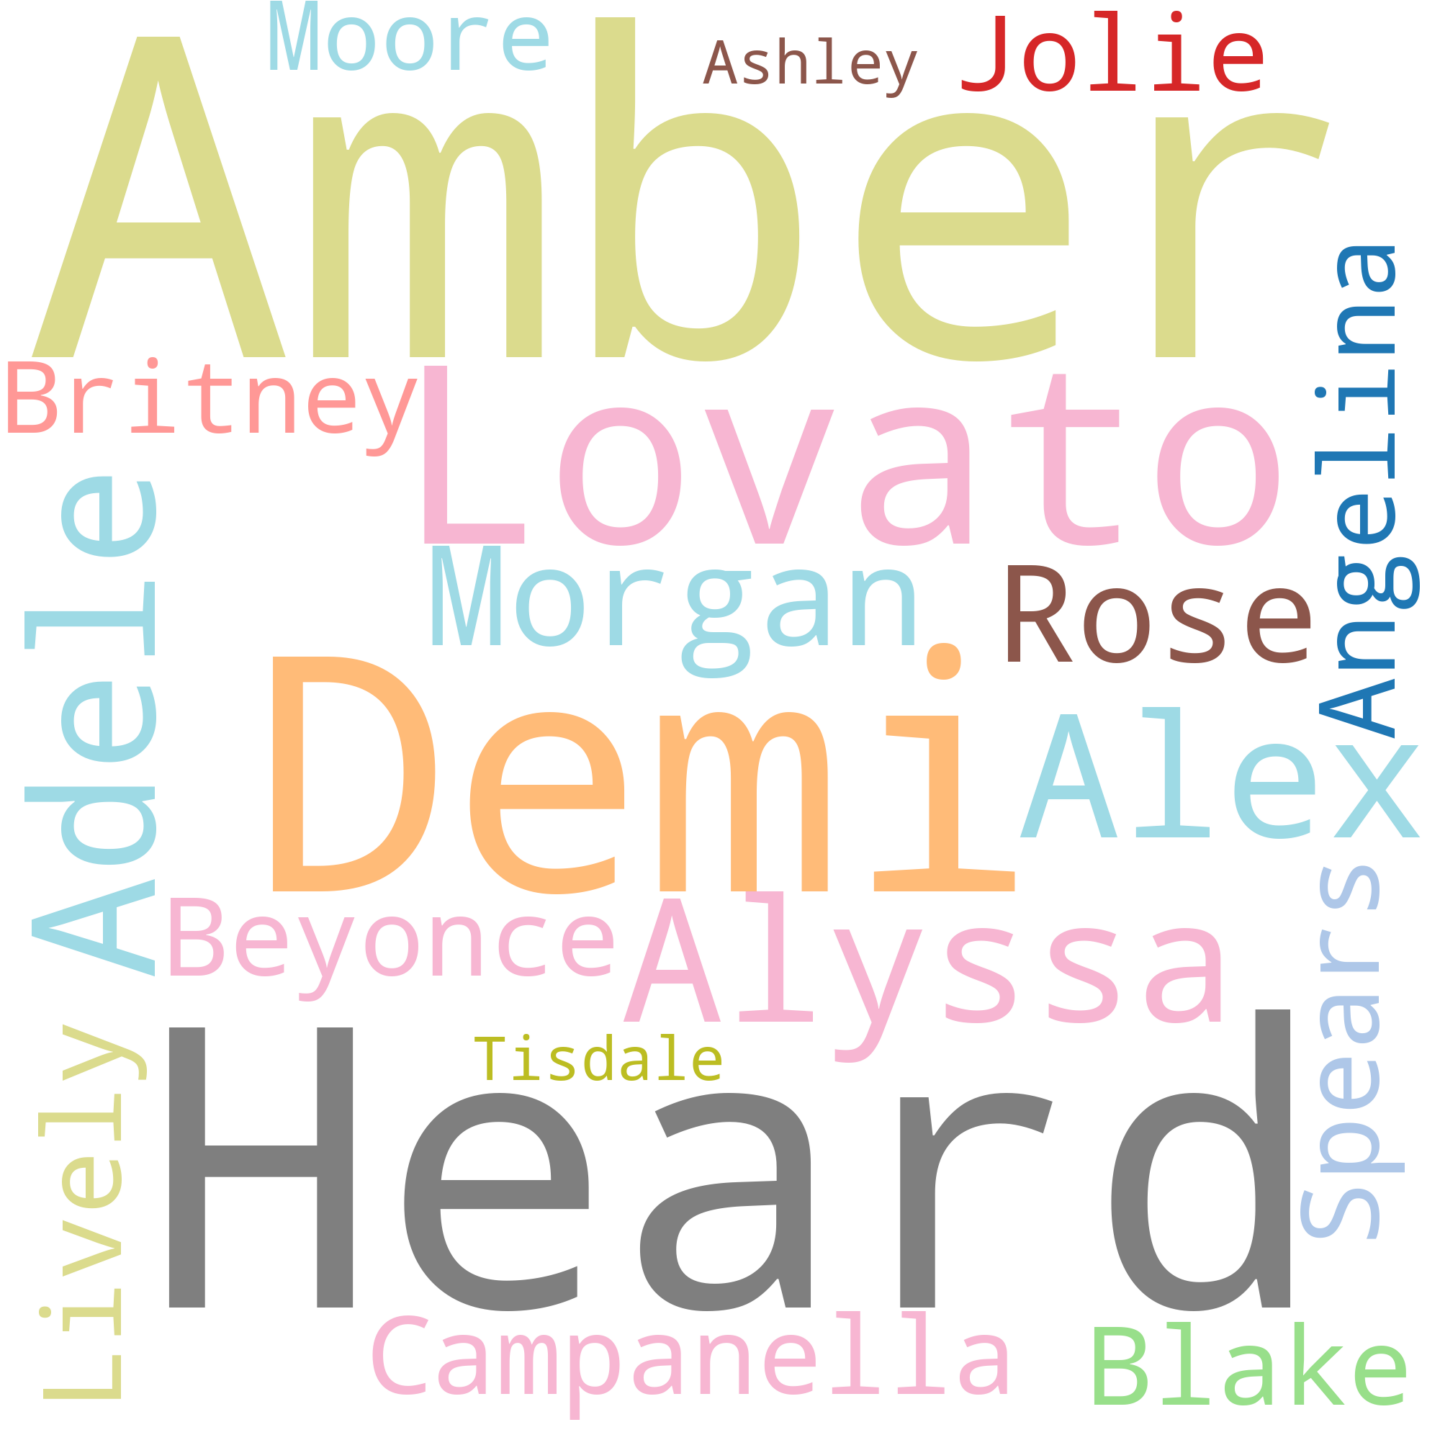 Moore
Ashley
Jolie
Amber
Angelina
Britney
Lovato
Adele
Morgan
Rose
Demi
Alex
Beyonce
Alyssa
Spears
Lively
Tisdale
Heard
Campanella
Blake